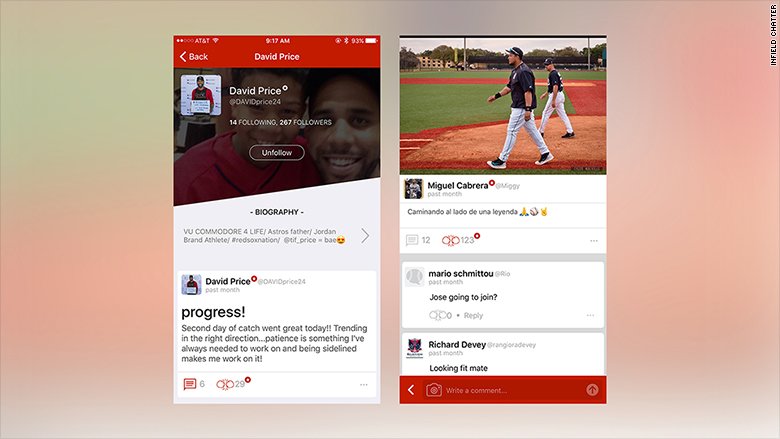 INFIELD CHATTER
AT&T 9:17 AM 93%
Back David Price
David Price
@DAVIDprice24
14 FOLLOWING, 267 FOLLOWERS
Unfollow
- BIOGRAPHY -
VU COMMODORE 4 LIFE/ Astros father/ Jordan
Brand Athlete/ #redsoxnation/ @tif_price = bae😍
David Price @DAVIDprice24
past month
progress!
Second day of catch went great today!! Trending
in the right direction...patience is something I've
always needed to work on and being sidelined
makes me work on it!
6 29
Miguel Cabrera @Miggy
past month
Caminando al lado de una leyenda 🙏⚾🤘
12 123
mario schmittou @Rio
past month
Jose going to join?
0 • Reply
Richard Devey @rangioradevey
past month
Looking fit mate
Write a comment...